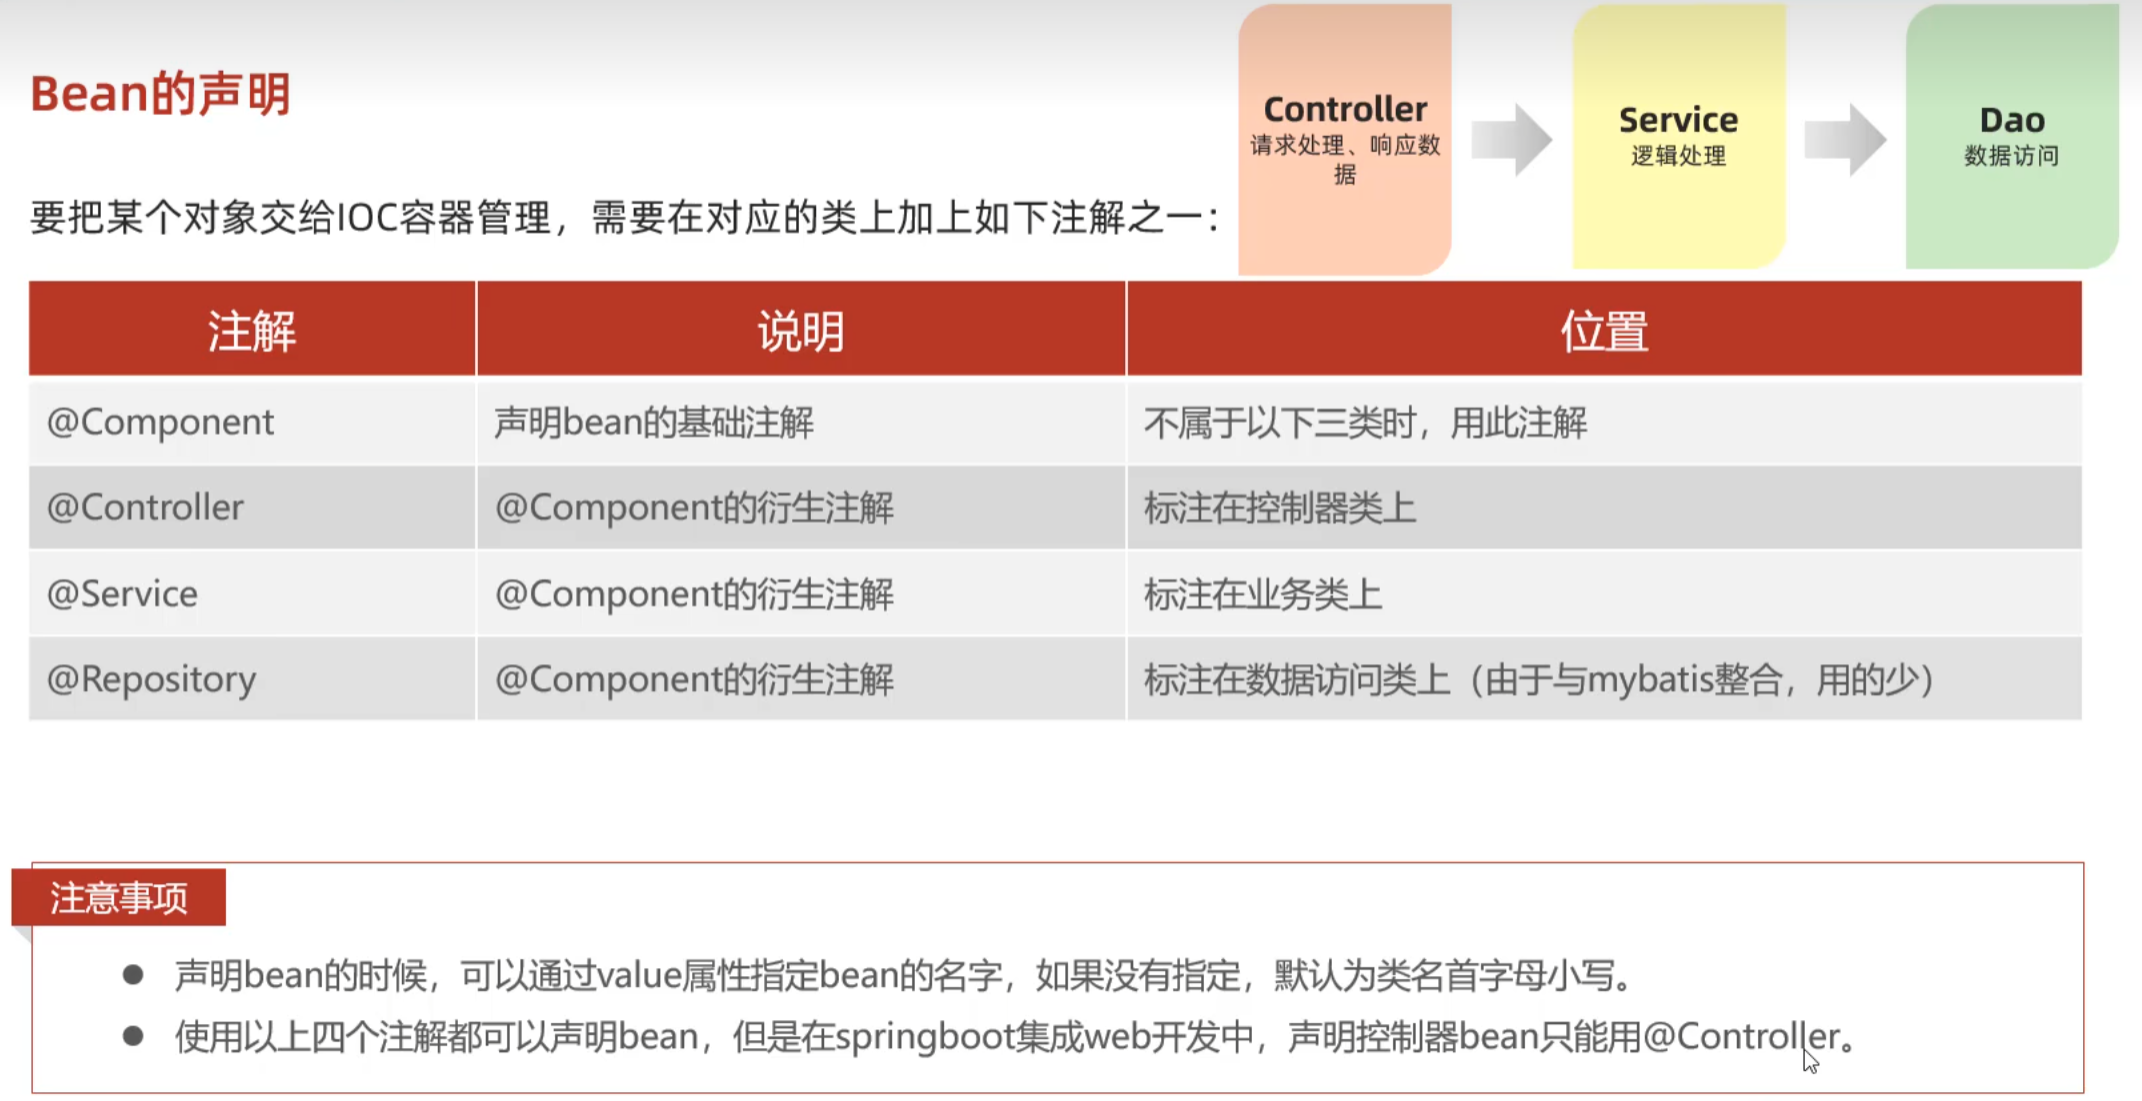 Bean的声明
Controller
请求处理、响应数
据
Service
逻辑处理
Dao
数据访问
要把某个对象交给IOC容器管理，需要在对应的类上加上如下注解之一：
注解 说明 位置
@Component 声明bean的基础注解 不属于以下三类时，用此注解
@Controller @Component的衍生注解 标注在控制器类上
@Service @Component的衍生注解 标注在业务类上
@Repository @Component的衍生注解 标注在数据访问类上（由于与mybatis整合，用的少）
注意事项
● 声明bean的时候，可以通过value属性指定bean的名字，如果没有指定，默认为类名首字母小写。
● 使用以上四个注解都可以声明bean，但是在springboot集成web开发中，声明控制器bean只能用@Controller。